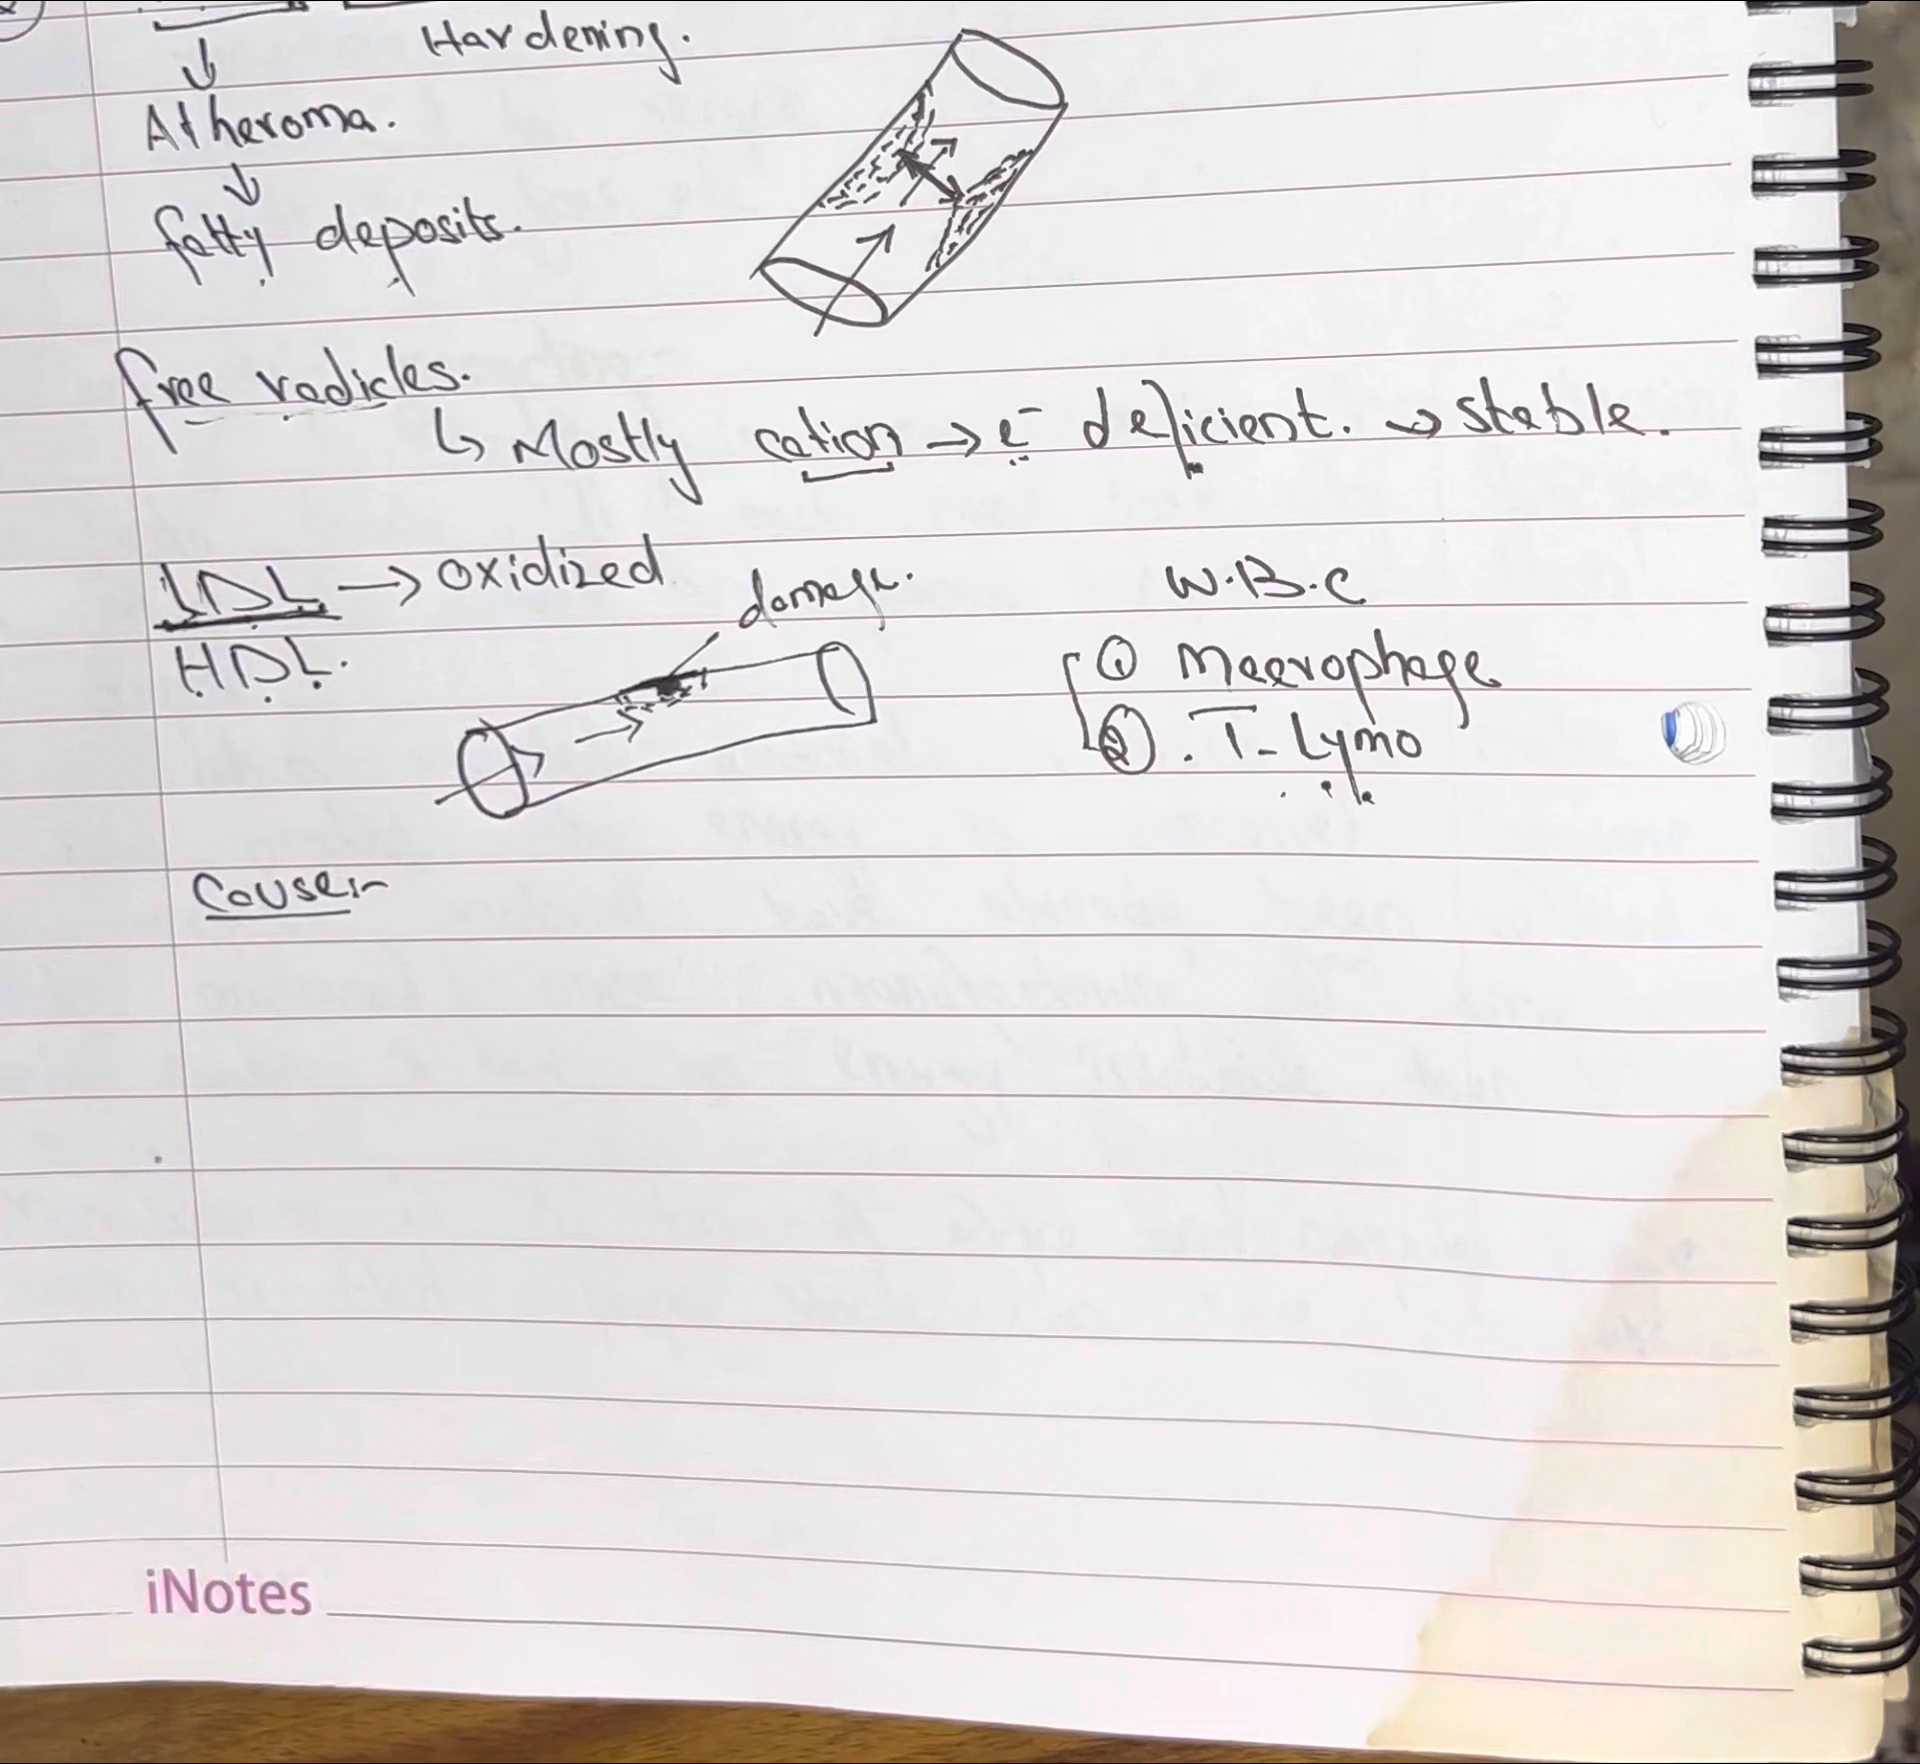 Hardening.
↓
Atheroma.
↓
fatty deposits.
free radicles.
↳ Mostly cation → e⁻ deficient. → stable.
LDL → oxidized
damage.
HDL.
W.B.C
① Macrophage
② . T- Lymo
Cause:-
iNotes